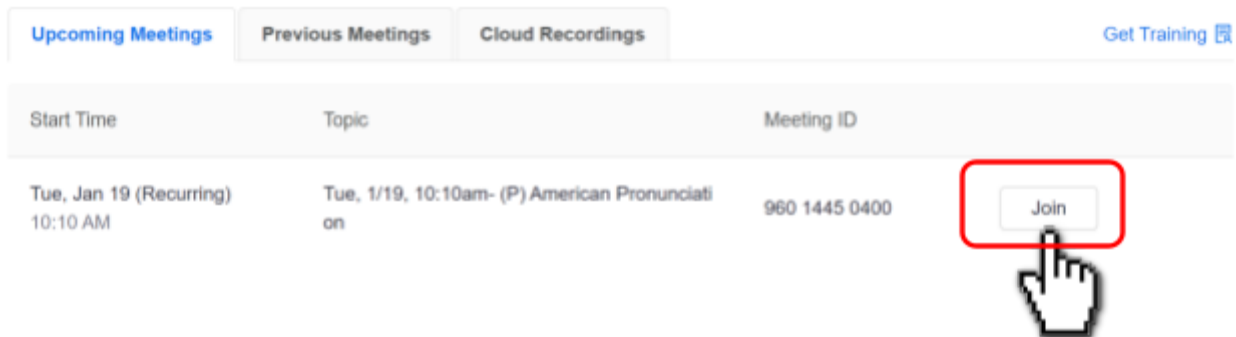 Upcoming Meetings Previous Meetings Cloud Recordings Get Training
Start Time Topic Meeting ID
Tue, Jan 19 (Recurring) Tue, 1/19, 10:10am- (P) American Pronunciati 960 1445 0400 Join
10:10 AM on